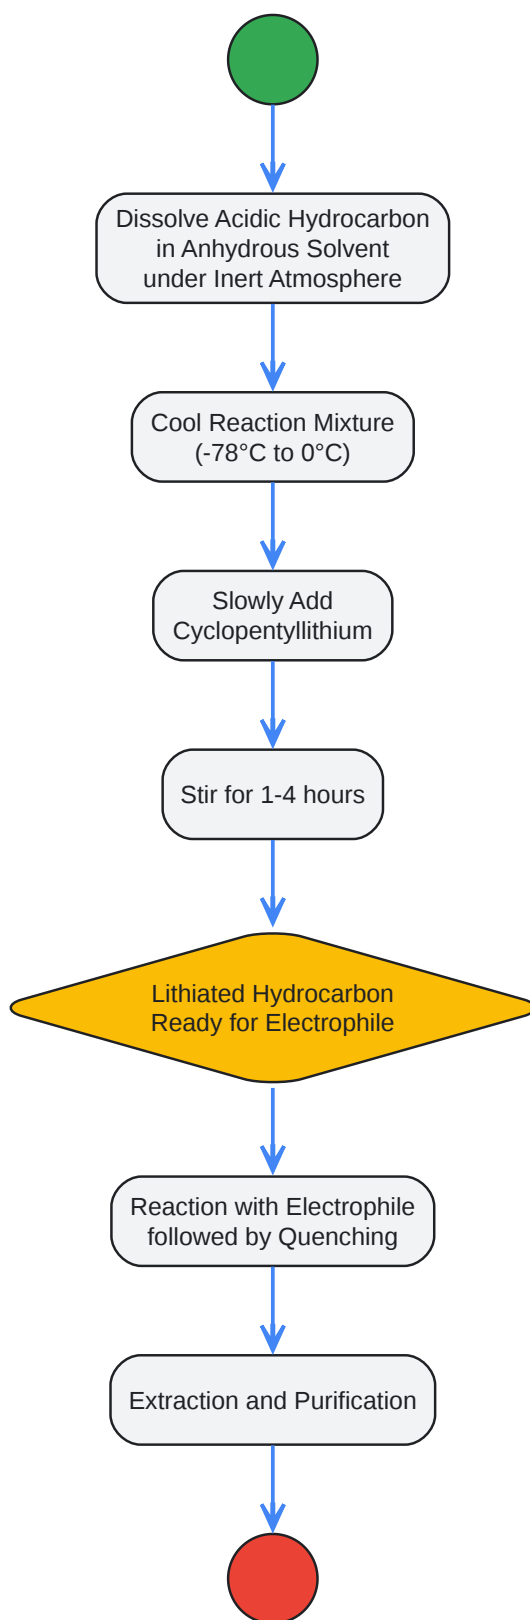 Dissolve Acidic Hydrocarbon
in Anhydrous Solvent
under Inert Atmosphere
Cool Reaction Mixture
(-78°C to 0°C)
Slowly Add
Cyclopentyllithium
Stir for 1-4 hours
Lithiated Hydrocarbon
Ready for Electrophile
Reaction with Electrophile
followed by Quenching
Extraction and Purification